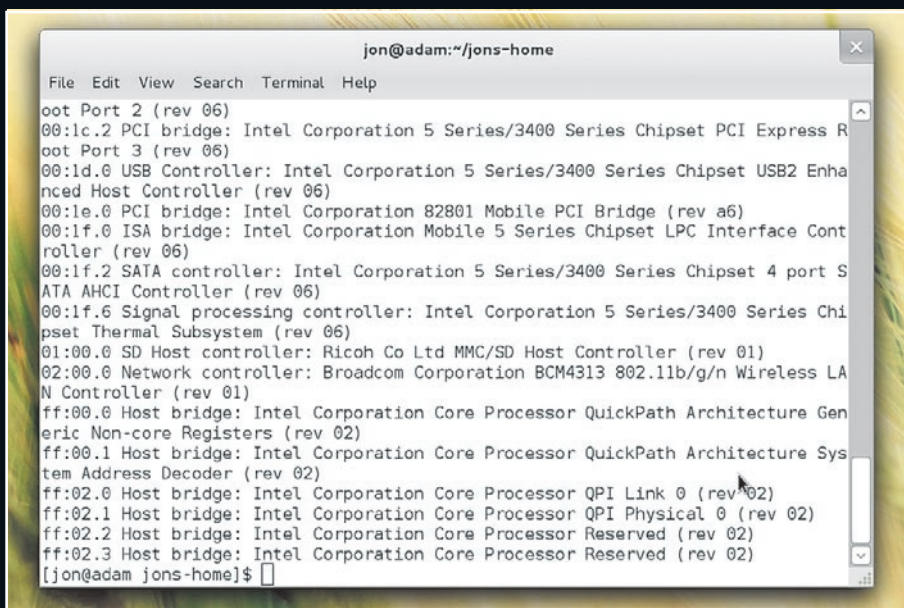 jon@adam:~/jons-home
File Edit View Search Terminal Help
oot Port 2 (rev 06)
00:1c.2 PCI bridge: Intel Corporation 5 Series/3400 Series Chipset PCI Express R
oot Port 3 (rev 06)
00:1d.0 USB Controller: Intel Corporation 5 Series/3400 Series Chipset USB2 Enha
nced Host Controller (rev 06)
00:1e.0 PCI bridge: Intel Corporation 82801 Mobile PCI Bridge (rev a6)
00:1f.0 ISA bridge: Intel Corporation Mobile 5 Series Chipset LPC Interface Cont
roller (rev 06)
00:1f.2 SATA controller: Intel Corporation 5 Series/3400 Series Chipset 4 port S
ATA AHCI Controller (rev 06)
00:1f.6 Signal processing controller: Intel Corporation 5 Series/3400 Series Chi
pset Thermal Subsystem (rev 06)
01:00.0 SD Host controller: Ricoh Co Ltd MMC/SD Host Controller (rev 01)
02:00.0 Network controller: Broadcom Corporation BCM4313 802.11b/g/n Wireless LA
N Controller (rev 01)
ff:00.0 Host bridge: Intel Corporation Core Processor QuickPath Architecture Gen
eric Non-core Registers (rev 02)
ff:00.1 Host bridge: Intel Corporation Core Processor QuickPath Architecture Sys
tem Address Decoder (rev 02)
ff:02.0 Host bridge: Intel Corporation Core Processor QPI Link 0 (rev 02)
ff:02.1 Host bridge: Intel Corporation Core Processor QPI Physical 0 (rev 02)
ff:02.2 Host bridge: Intel Corporation Core Processor Reserved (rev 02)
ff:02.3 Host bridge: Intel Corporation Core Processor Reserved (rev 02)
[jon@adam jons-home]$